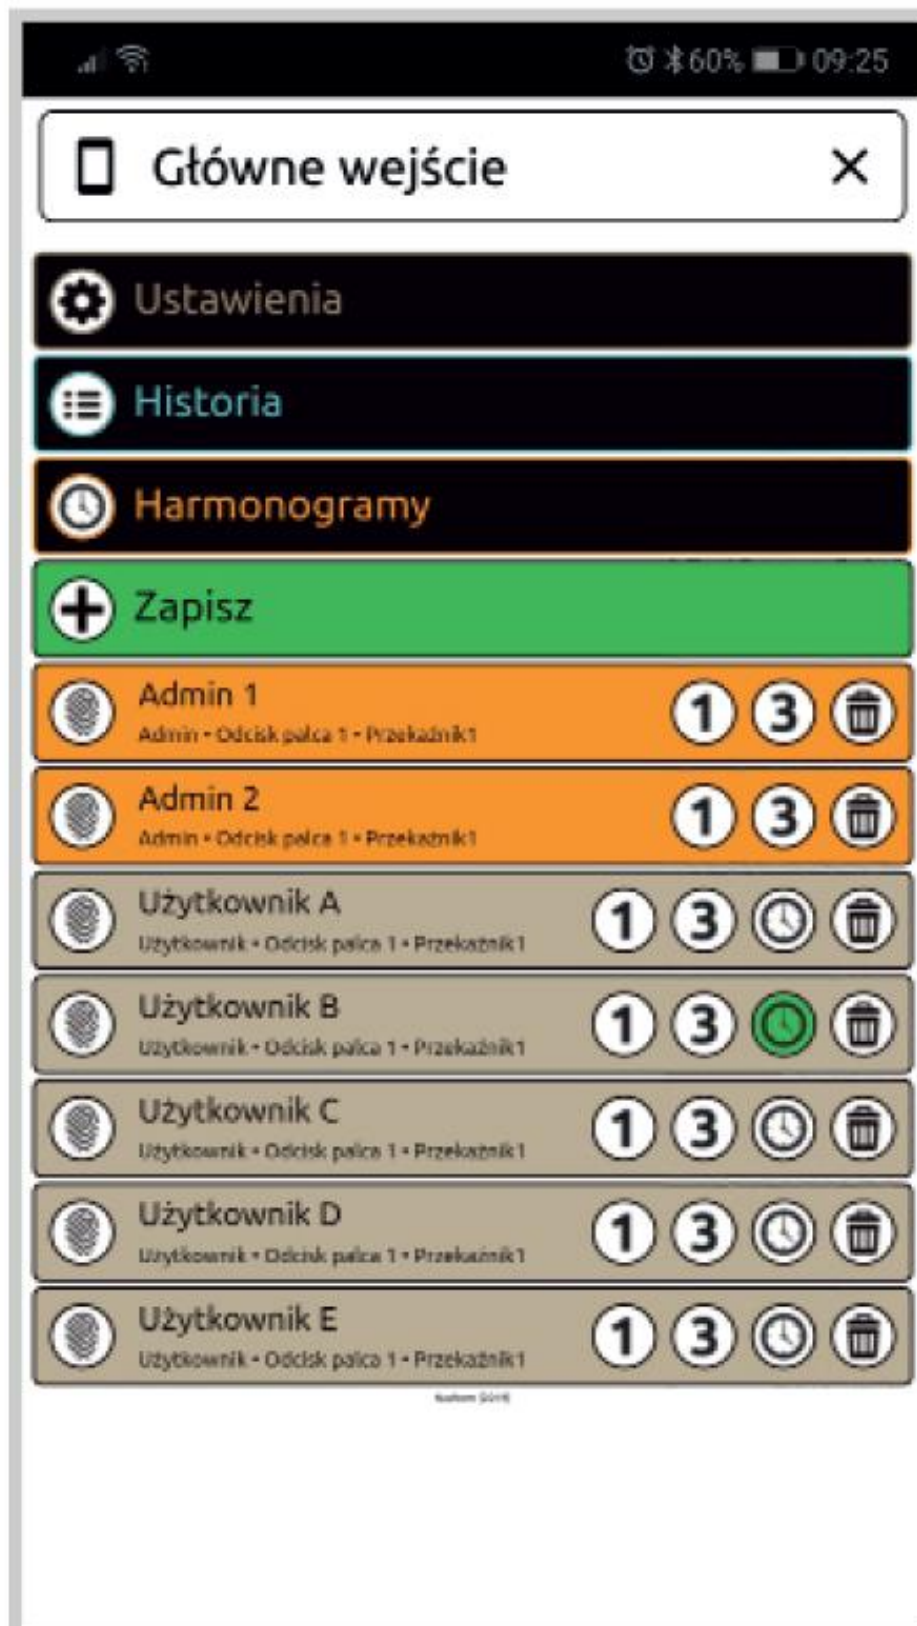 60% 09:25
Główne wejście
Ustawienia
Historia
Harmonogramy
Zapisz
Admin 1 1 3
Admin • Odcisk palca 1 • Przekaźnik1
Admin 2 1 3
Admin • Odcisk palca 1 • Przekaźnik1
Użytkownik A 1 3
Użytkownik • Odcisk palca 1 • Przekaźnik1
Użytkownik B 1 3
Użytkownik • Odcisk palca 1 • Przekaźnik1
Użytkownik C 1 3
Użytkownik • Odcisk palca 1 • Przekaźnik1
Użytkownik D 1 3
Użytkownik • Odcisk palca 1 • Przekaźnik1
Użytkownik E 1 3
Użytkownik • Odcisk palca 1 • Przekaźnik1